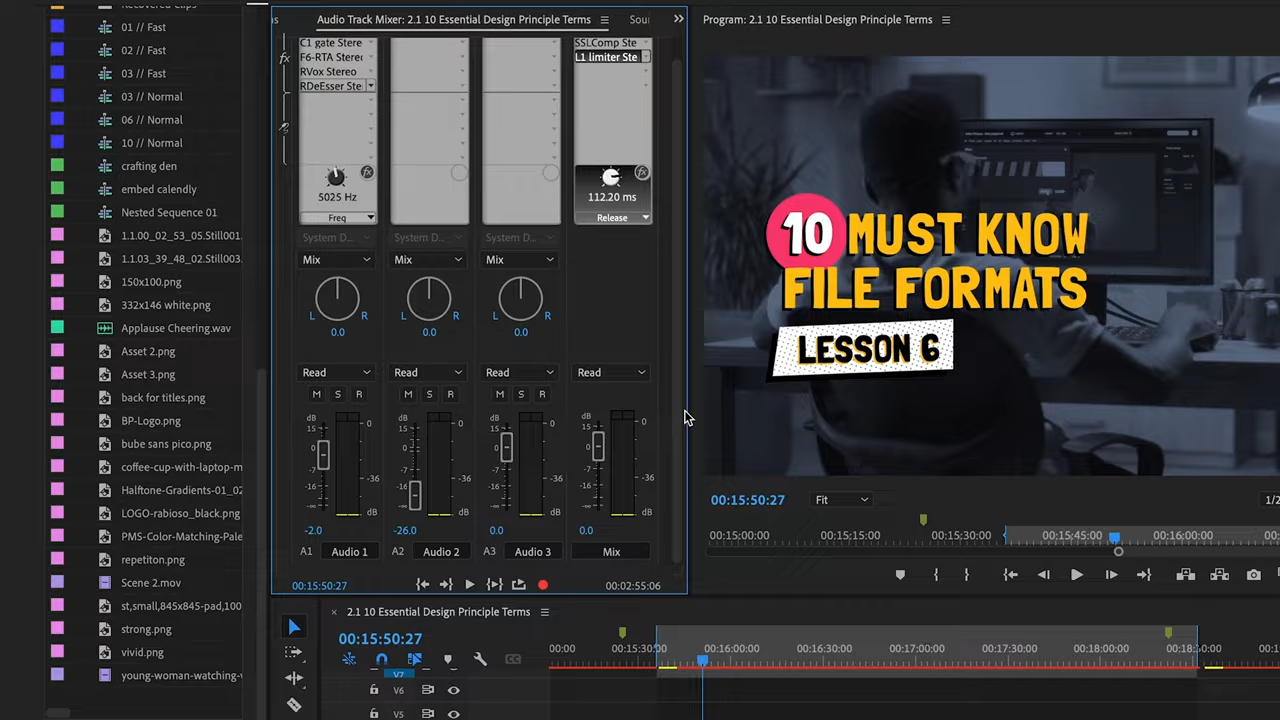 Recovered Clips
01 // Fast
02 // Fast
03 // Fast
03 // Normal
06 // Normal
10 // Normal
crafting den
embed calendly
Nested Sequence 01
1.1.00_02_53_05.Still001.
1.1.03_39_48_02.Still003.
150x100.png
332x146 white.png
Applause Cheering.wav
Asset 2.png
Asset 3.png
back for titles.png
BP-Logo.png
bube sans pico.png
coffee-cup-with-laptop-m
Halftone-Gradients-01_02
LOGO-rabioso_black.png
PMS-Color-Matching-Pale
repetiton.png
Scene 2.mov
st,small,845x845-pad,100
strong.png
vivid.png
young-woman-watching-v
Audio Track Mixer: 2.1 10 Essential Design Principle Terms
Sou
C1 gate Stere
F6-RTA Stere
RVox Stereo
RDeEsser Ste
SSLComp Ste
L1 limiter Ste
fx
fx
fx
5025 Hz
112.20 ms
Freq
Release
System D...
System D...
System D...
Mix
Mix
Mix
L R
L R
L R
0.0
0.0
0.0
Read
Read
Read
Read
M S R
M S R
M S R
dB
15
0
-7
-16
-∞
0
-36
dB
dB
15
0
-7
-16
-∞
0
-36
dB
dB
15
0
-7
-16
-∞
0
-36
dB
dB
15
0
-7
-16
-∞
0
-36
dB
-2.0
-26.0
0.0
0.0
A1 Audio 1
A2 Audio 2
A3 Audio 3
Mix
00:15:50:27
00:02:55:06
Program: 2.1 10 Essential Design Principle Terms
10 MUST KNOW
FILE FORMATS
LESSON 6
00:15:50:27
Fit
1/2
00:15:00:00
00:15:15:00
00:15:30:00
00:15:45:00
00:16:00:00
× 2.1 10 Essential Design Principle Terms
00:15:50:27
00:00
00:15:30:00
00:16:00:00
00:16:30:00
00:17:00:00
00:17:30:00
00:18:00:00
V7
V6
V5